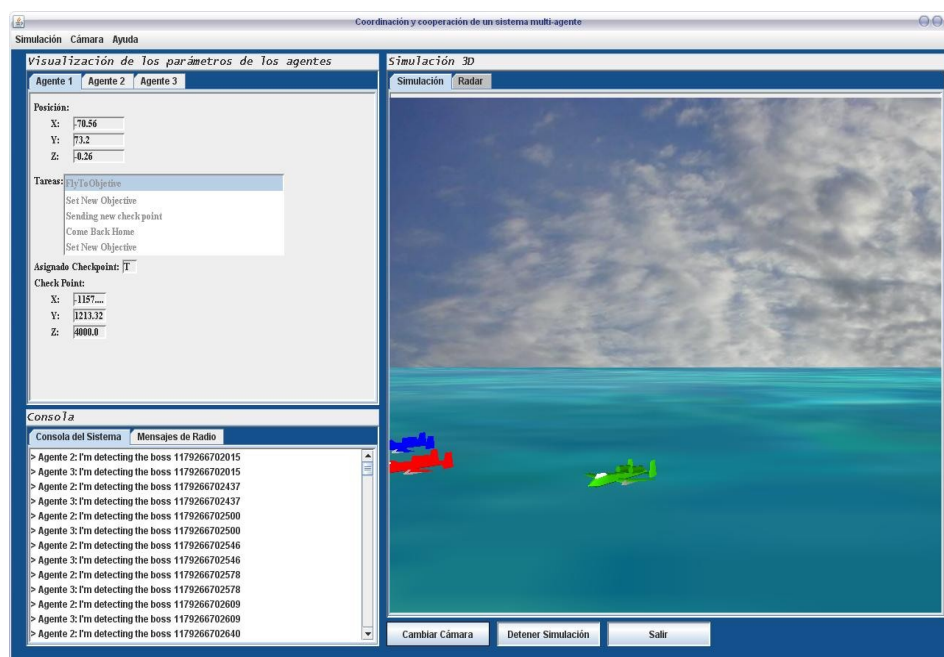 Coordinación y cooperación de un sistema multi-agente
Simulación Cámara Ayuda
Visualización de los parámetros de los agentes
Agente 1 Agente 2 Agente 3
Posición:
X: -70.56
Y: 73.2
Z: -0.26
Tareas: FlyToObjetive
Set New Objective
Sending new check point
Come Back Home
Set New Objective
Asignado Checkpoint: T
Check Point:
X: -1157....
Y: 1213.32
Z: 4000.0
Consola
Consola del Sistema Mensajes de Radio
> Agente 2: I'm detecting the boss 1179266702015
> Agente 3: I'm detecting the boss 1179266702015
> Agente 2: I'm detecting the boss 1179266702437
> Agente 3: I'm detecting the boss 1179266702437
> Agente 2: I'm detecting the boss 1179266702500
> Agente 3: I'm detecting the boss 1179266702500
> Agente 2: I'm detecting the boss 1179266702546
> Agente 3: I'm detecting the boss 1179266702546
> Agente 2: I'm detecting the boss 1179266702578
> Agente 3: I'm detecting the boss 1179266702578
> Agente 2: I'm detecting the boss 1179266702609
> Agente 3: I'm detecting the boss 1179266702609
> Agente 2: I'm detecting the boss 1179266702640
Simulación 3D
Simulación Radar
Cambiar Cámara Detener Simulación Salir